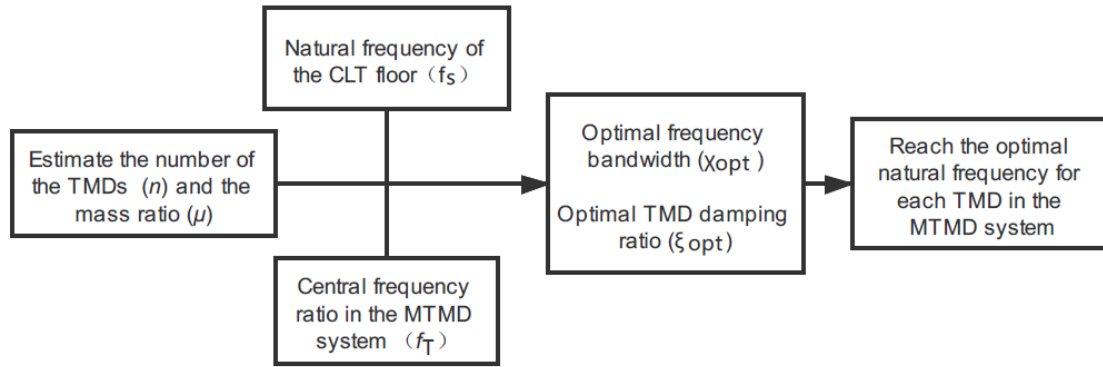 Natural frequency of
the CLT floor（fs）
Estimate the number of
the TMDs (n) and the
mass ratio (μ)
Central frequency
ratio in the MTMD
system （fT）
Optimal frequency
bandwidth (χopt )
Optimal TMD damping
ratio (ξopt)
Reach the optimal
natural frequency for
each TMD in the
MTMD system